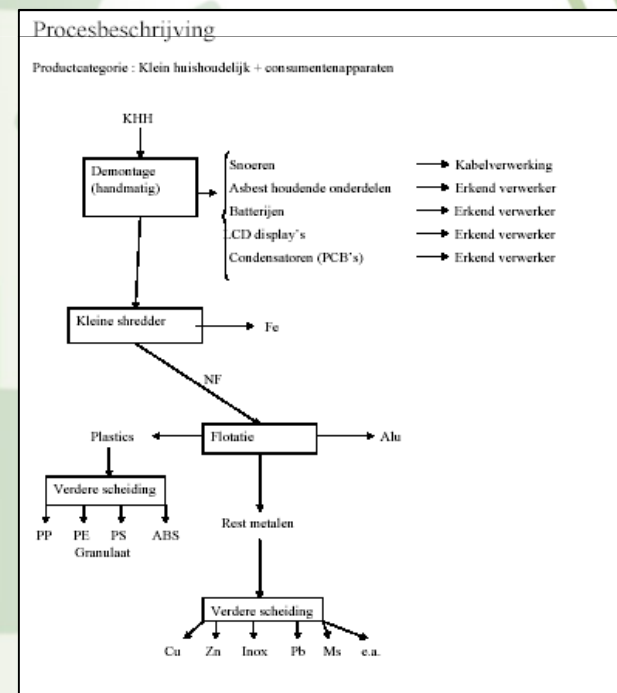 Procesbeschrijving
Productcategorie : Klein huishoudelijk + consumentenapparaten
KHH
Demontage
(handmatig)
Snoeren
Kabelverwerking
Asbest houdende onderdelen
Erkend verwerker
Batterijen
Erkend verwerker
LCD display's
Erkend verwerker
Condensatoren (PCB's)
Erkend verwerker
Kleine shredder
Fe
NF
Plastics
Flotatie
Alu
Verdere scheiding
PP PE PS ABS
Granulaat
Rest metalen
Verdere scheiding
Cu Zn Inox Pb Ms e.a.